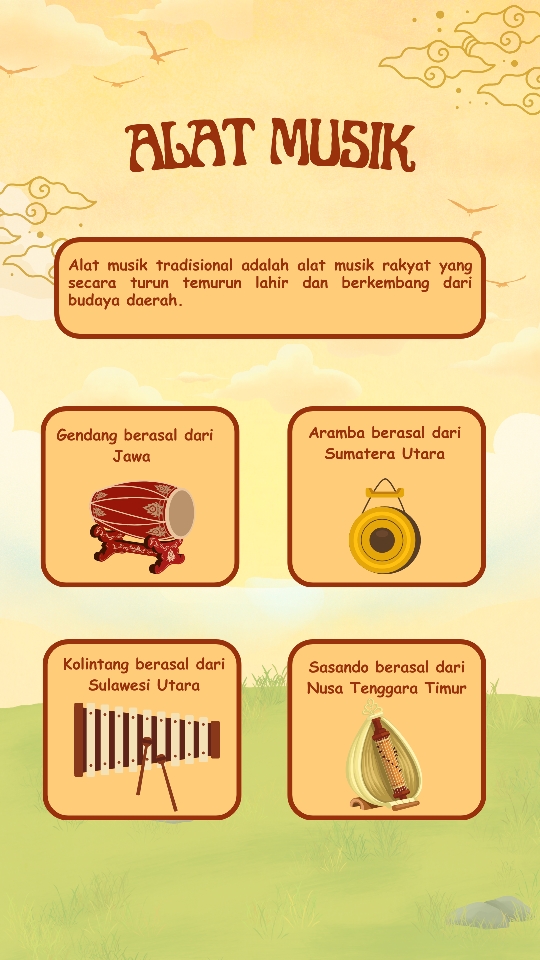 ALAT MUSIK
Alat musik tradisional adalah alat musik rakyat yang
secara turun temurun lahir dan berkembang dari
budaya daerah.
Gendang berasal dari
Jawa
Aramba berasal dari
Sumatera Utara
Kolintang berasal dari
Sulawesi Utara
Sasando berasal dari
Nusa Tenggara Timur